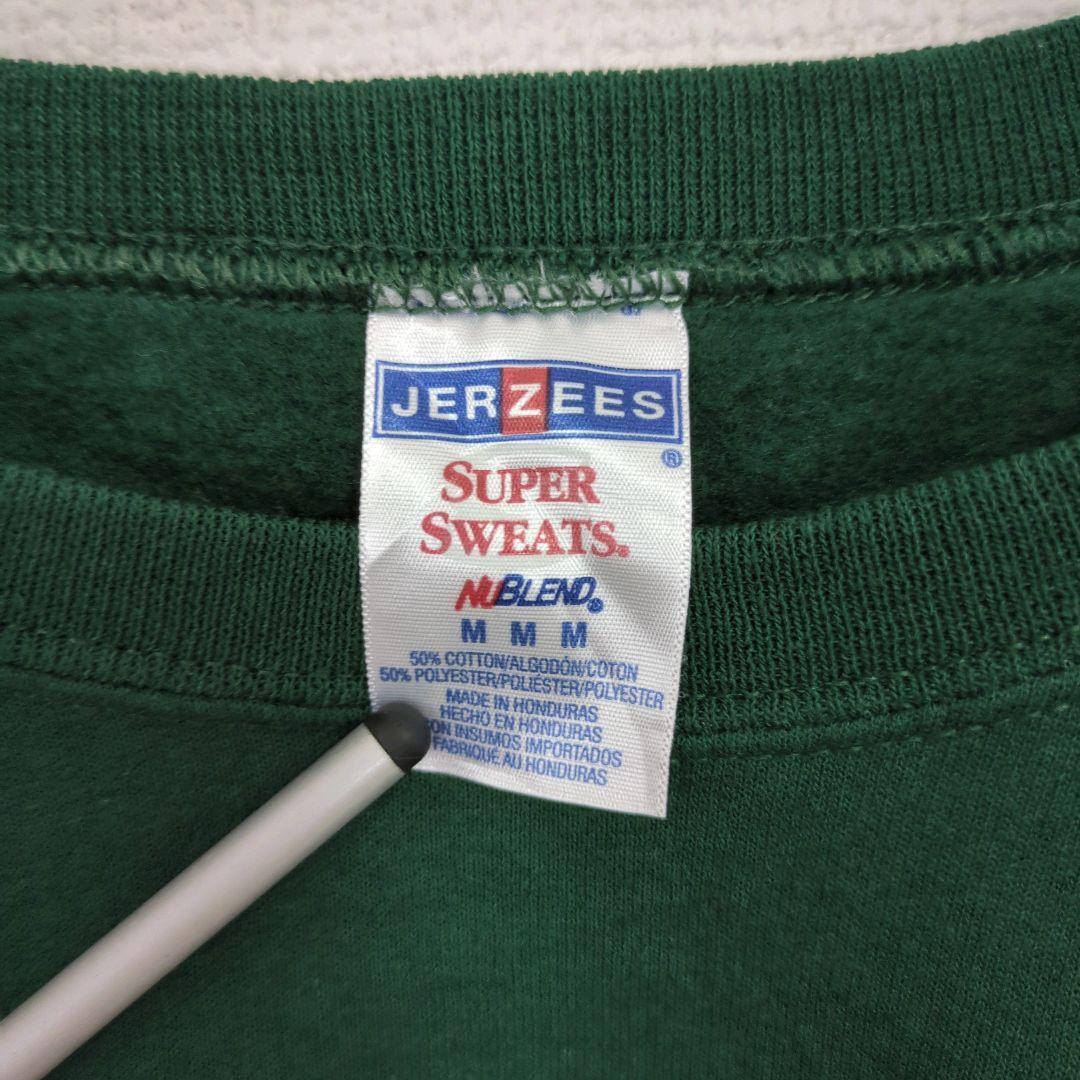 JERZEES
®
SUPER
SWEATS®
NUBLEND®
M M M
50% COTTON/ALGODÓN/COTON
50% POLYESTER/POLIÉSTER/POLYESTER
MADE IN HONDURAS
HECHO EN HONDURAS
INSUMOS IMPORTADOS
FABRIQUÉ AU HONDURAS